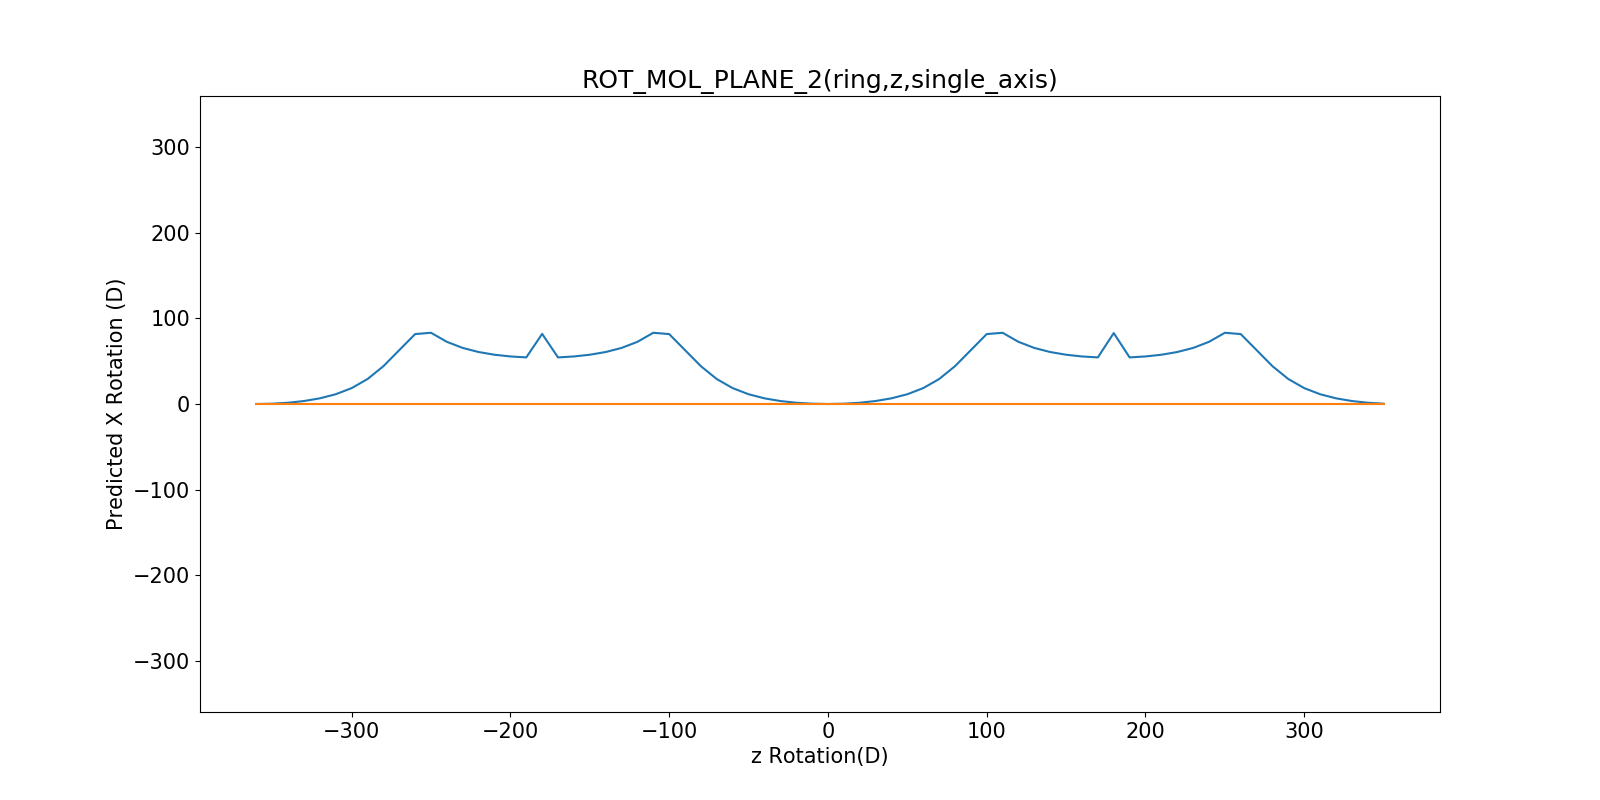 ROT_MOL_PLANE_2(ring,z,single_axis)
300
200
100
0
−100
−200
−300
Predicted X Rotation (D)
−300 −200 −100 0 100 200 300
z Rotation(D)